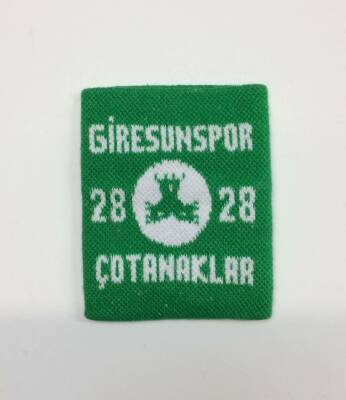 GİRESUNSPOR
28 28
ÇOTANAKLAR